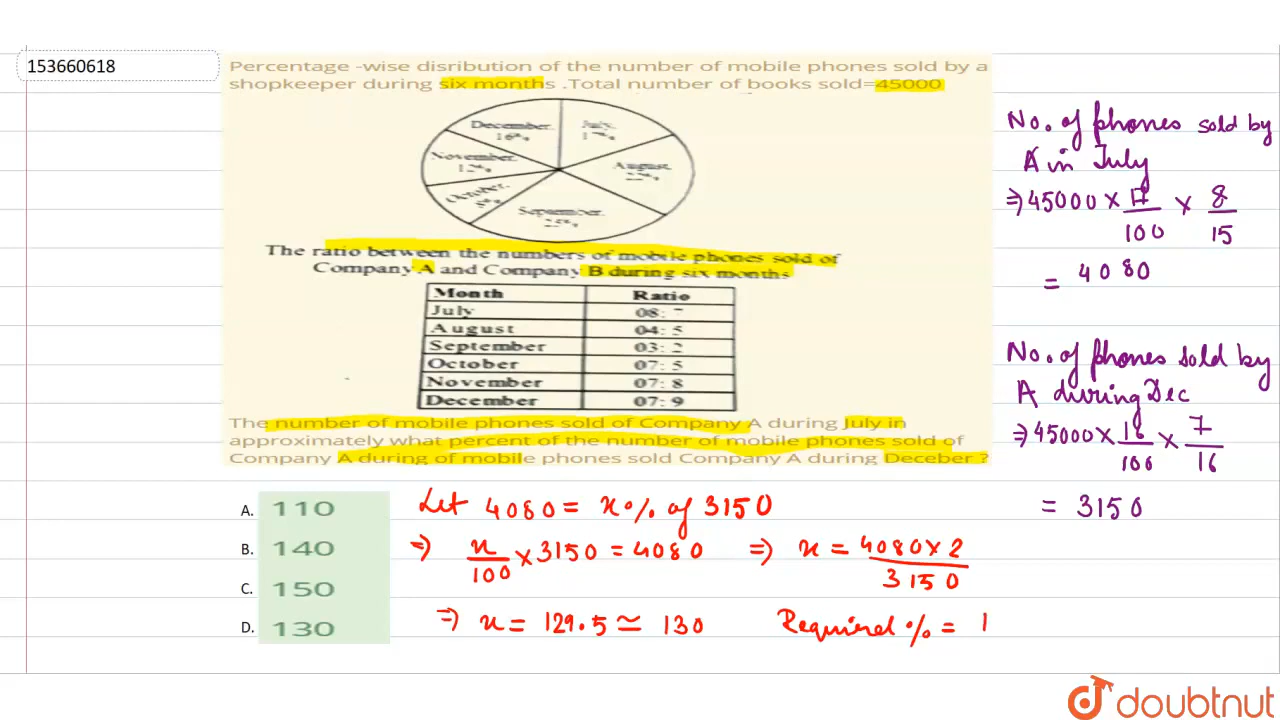 153660618
Percentage -wise disribution of the number of mobile phones sold by a
shopkeeper during six months .Total number of books sold=45000
December.
16%
July.
17%
November.
12%
August.
October.
September.
The ratio between the numbers of mobile phones sold of
Company A and Company B during six months
Month Ratio
July 08: 7
August 04: 5
September 03: 2
October 07: 5
November 07: 8
December 07: 9
The number of mobile phones sold of Company A during July in
approximately what percent of the number of mobile phones sold of
Company A during of mobile phones sold Company A during Deceber ?
A. 110
B. 140
C. 150
D. 130
No. of phones sold by
A in July
⇒ 45000 × 17/100 × 8/15
= 4080
No. of phones sold by
A during Dec
⇒ 45000 × 16/100 × 7/16
= 3150
Let 4080 = x% of 3150
⇒ x/100 × 3150 = 4080 ⇒ x = 4080×2/3150
⇒ x = 129.5 ≃ 130 Required % = 1
doubtnut